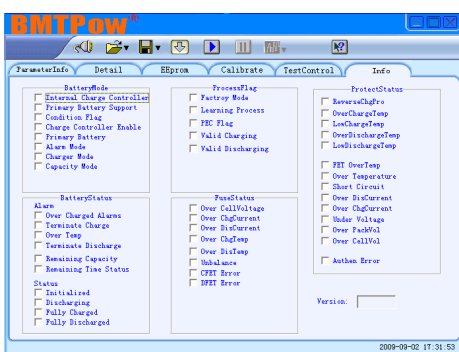 BMTPow®
ParameterInfo Detail EEprom Calibrate TestControl Info
BatteryMode
Internal Charge Controller
Primary Battery Support
Condition Flag
Charge Controller Enable
Primary Battery
Alarm Mode
Charger Mode
Capacity Mode
ProcessFlag
Factroy Mode
Learning Process
PEC Flag
Valid Charging
Valid Discharging
ProtectStatus
ReverseChgPro
OverChargeTemp
LowChargeTemp
OverDischargeTemp
LowDischargeTemp
FET OverTemp
Over Temperature
Short Circuit
Over DisCurrent
Over ChgCurrent
Under Voltage
Over PackVol
Over CellVol
Authen Error
BatteryStatus
Alarm
Over Charged Alarms
Terminate Charge
Over Temp
Terminate Discharge
Remaining Capacity
Remaining Time Status
Status
Initialized
Discharging
Fully Charged
Fully Discharged
FuseStatus
Over CellVoltage
Over ChgCurrent
Over DisCurrent
Over ChgTemp
Over DisTemp
Unbalance
CFET Error
DFET Error
Version:
2009-09-02 17:31:53